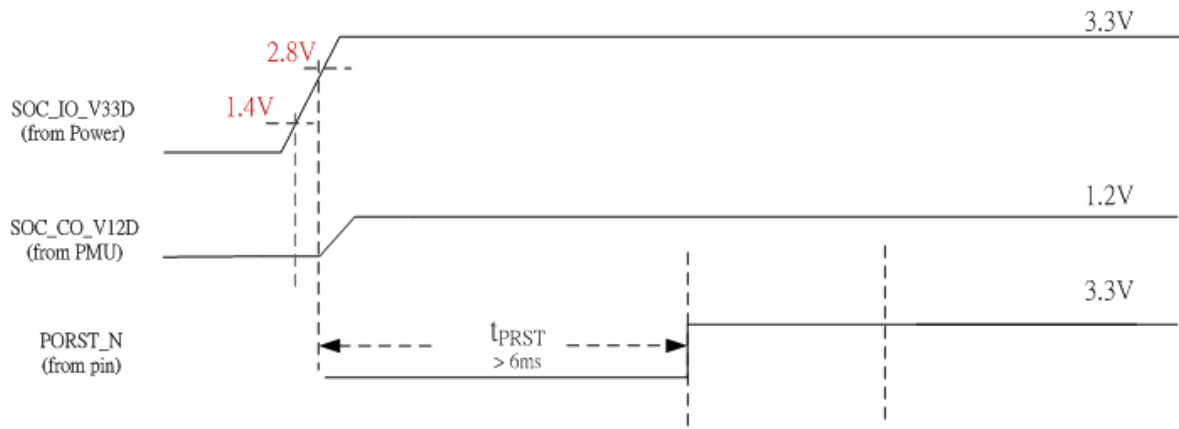 3.3V
2.8V
1.4V
SOC_IO_V33D
(from Power)
1.2V
SOC_CO_V12D
(from PMU)
3.3V
PORST_N
(from pin)
tPRST
> 6ms